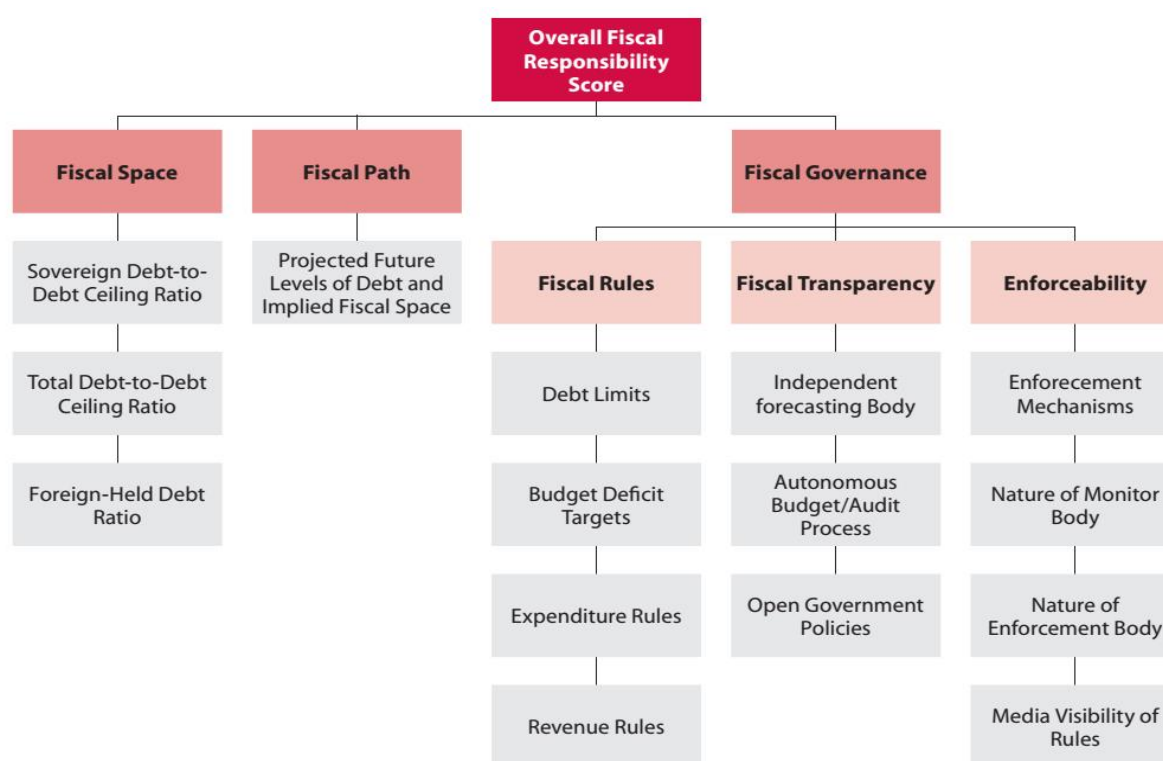 Overall Fiscal
Responsibility
Score
Fiscal Space
Fiscal Path
Fiscal Governance
Sovereign Debt-to-
Debt Ceiling Ratio
Total Debt-to-Debt
Ceiling Ratio
Foreign-Held Debt
Ratio
Projected Future
Levels of Debt and
Implied Fiscal Space
Fiscal Rules
Debt Limits
Budget Deficit
Targets
Expenditure Rules
Revenue Rules
Fiscal Transparency
Independent
forecasting Body
Autonomous
Budget/Audit
Process
Open Government
Policies
Enforceability
Enforecement
Mechanisms
Nature of Monitor
Body
Nature of
Enforcement Body
Media Visibility of
Rules